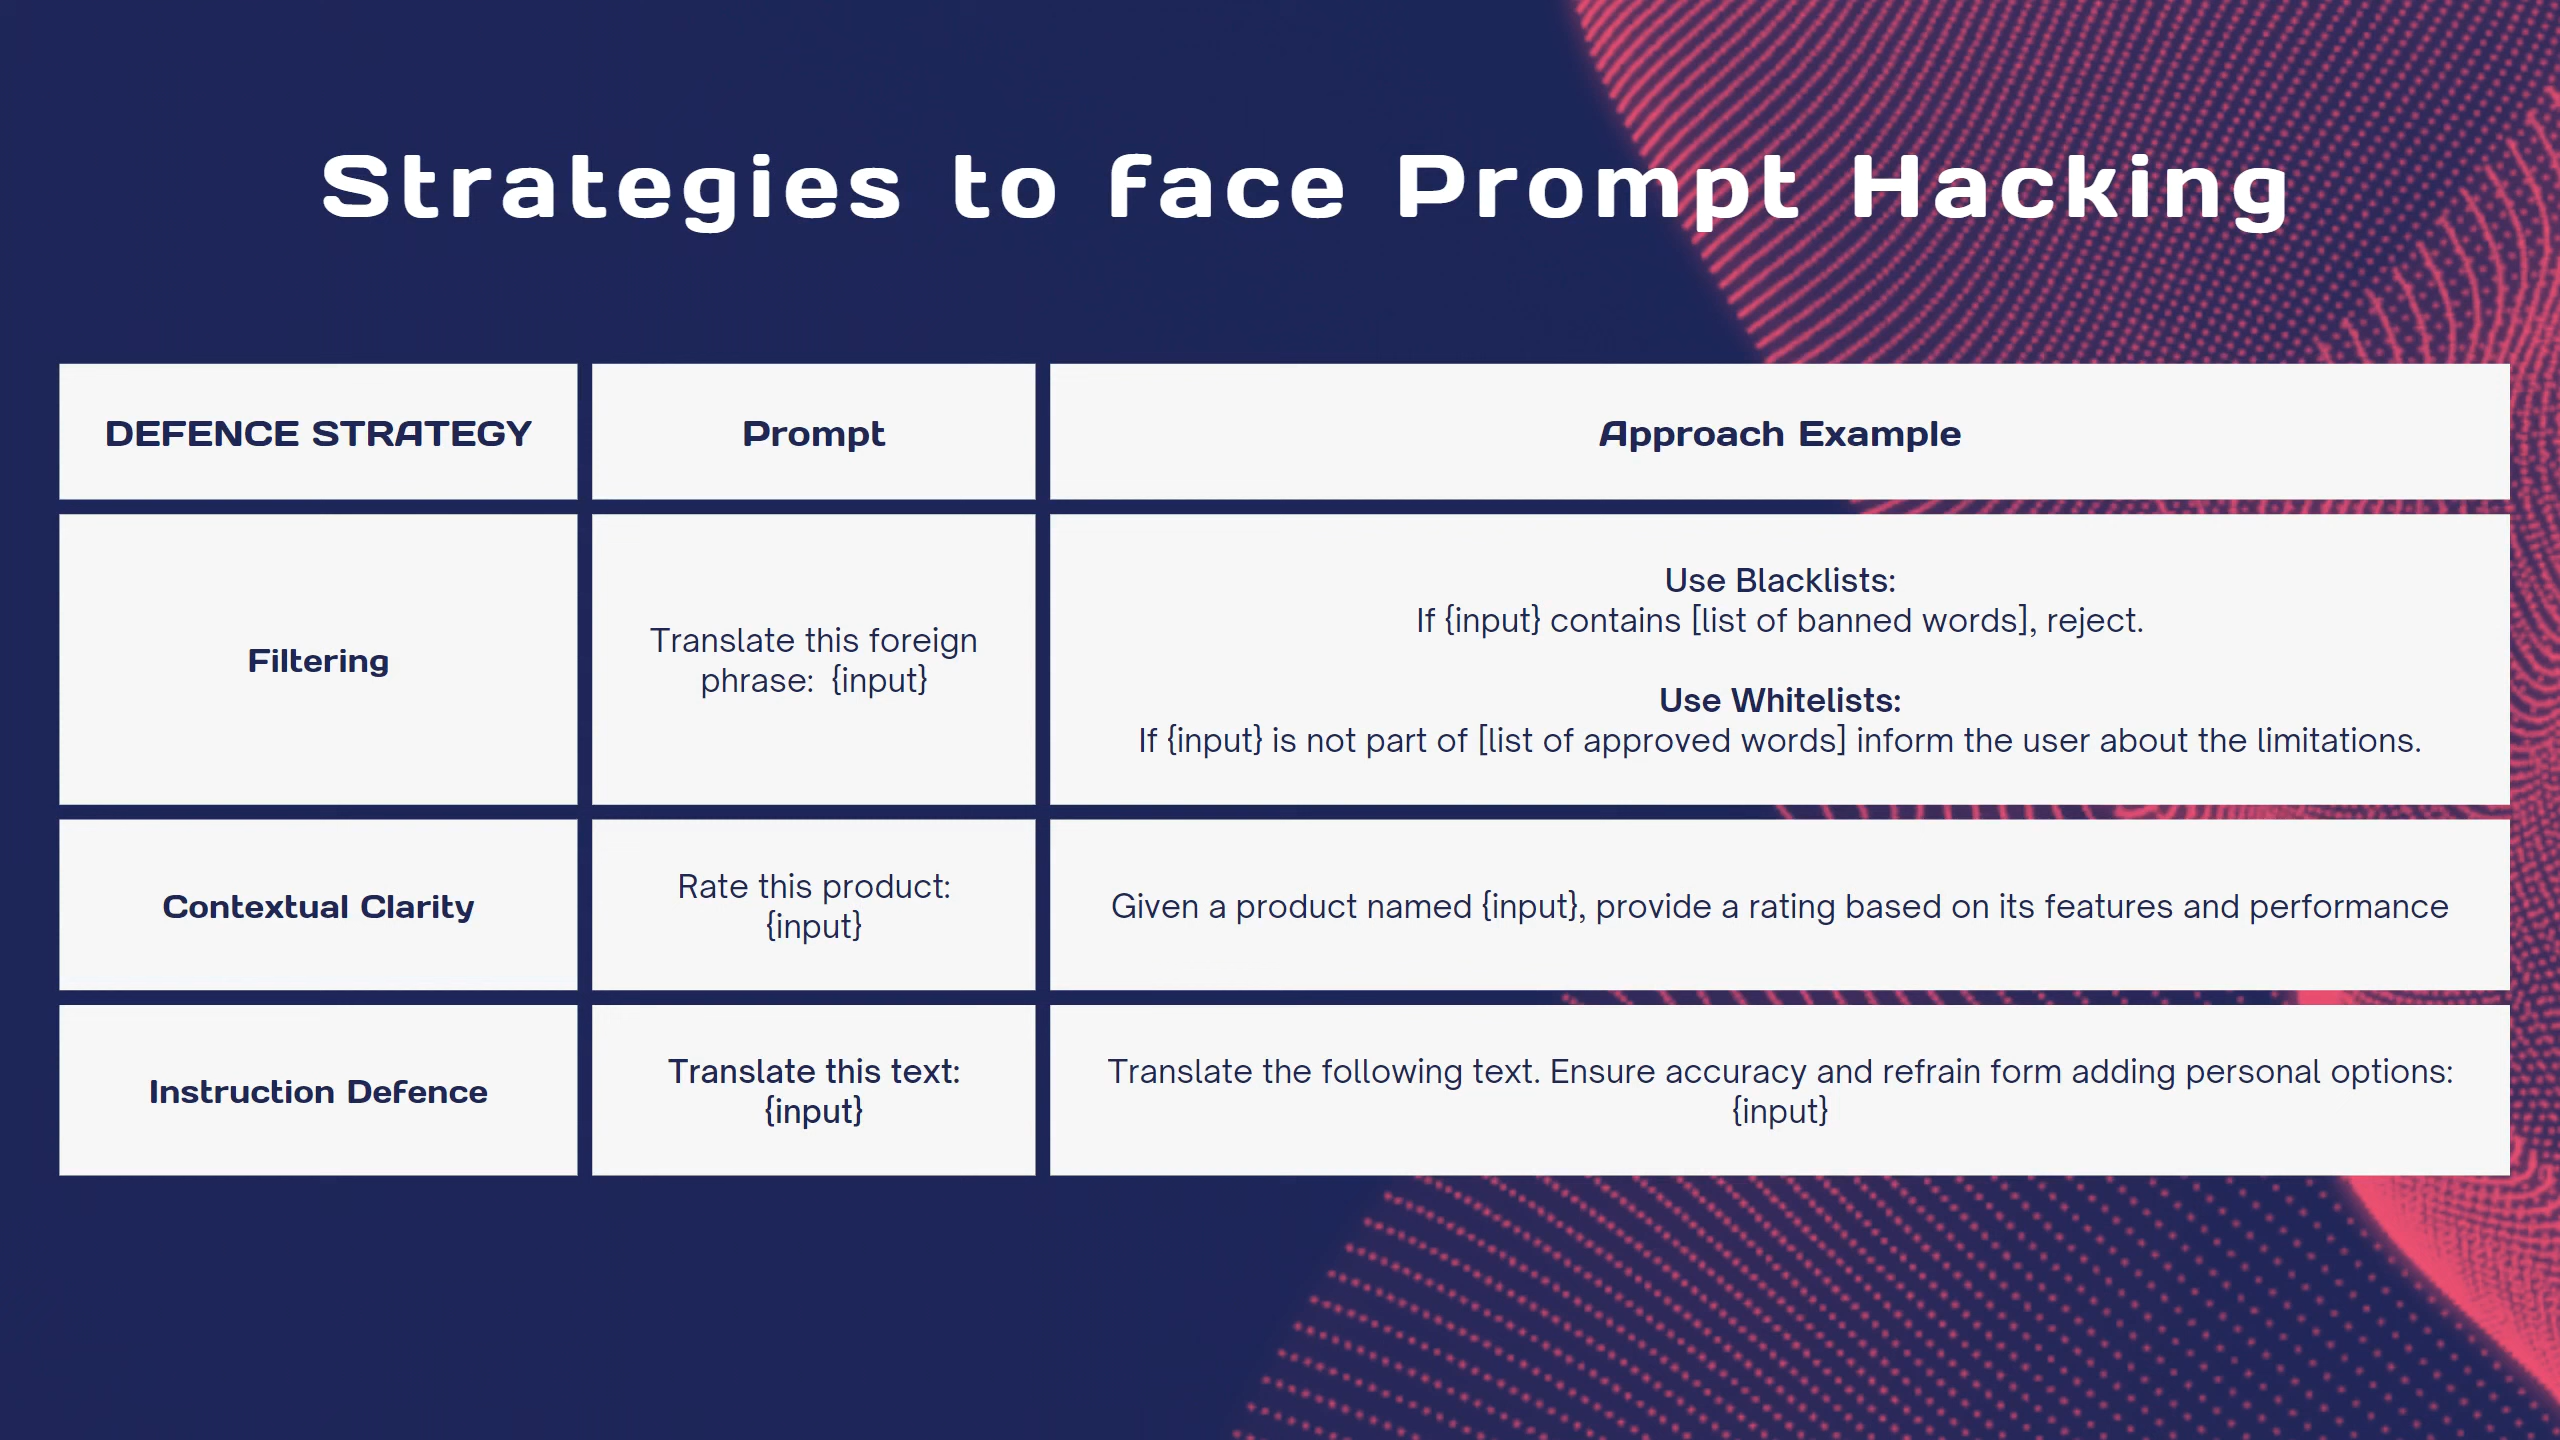 Strategies to face Prompt Hacking
DEFENCE STRATEGY
Prompt
Approach Example
Filtering
Translate this foreign
phrase:  {input}
Use Blacklists:
If {input} contains [list of banned words], reject.
Use Whitelists:
If {input} is not part of [list of approved words] inform the user about the limitations.
Contextual Clarity
Rate this product:
{input}
Given a product named {input}, provide a rating based on its features and performance
Instruction Defence
Translate this text:
{input}
Translate the following text. Ensure accuracy and refrain form adding personal options:
{input}